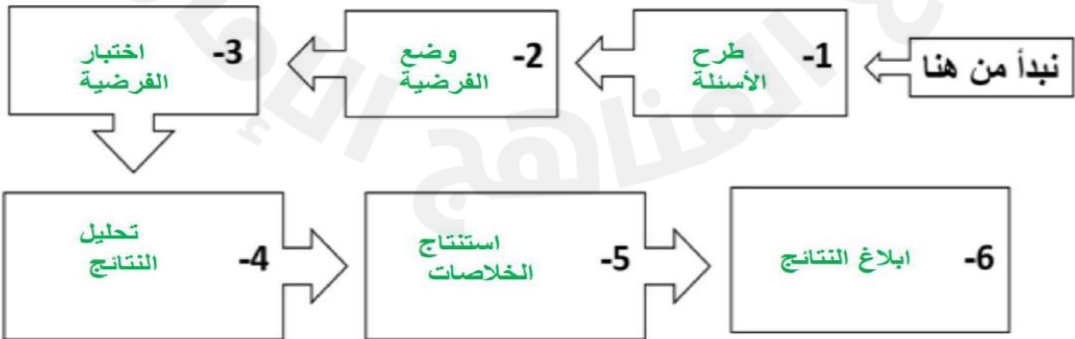 نبدأ من هنا
1- طرح
الأسئلة
2- وضع
الفرضية
3- اختبار
الفرضية
4- تحليل
النتائج
5- استنتاج
الخلاصات
6- ابلاغ النتائج
المناهج